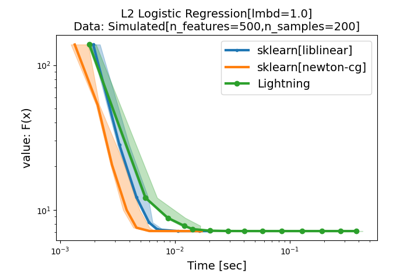 L2 Logistic Regression[lmbd=1.0]
Data: Simulated[n_features=500,n_samples=200]
sklearn[liblinear]
sklearn[newton-cg]
Lightning
value: F(x)
10²
10¹
10⁻³
10⁻²
10⁻¹
Time [sec]